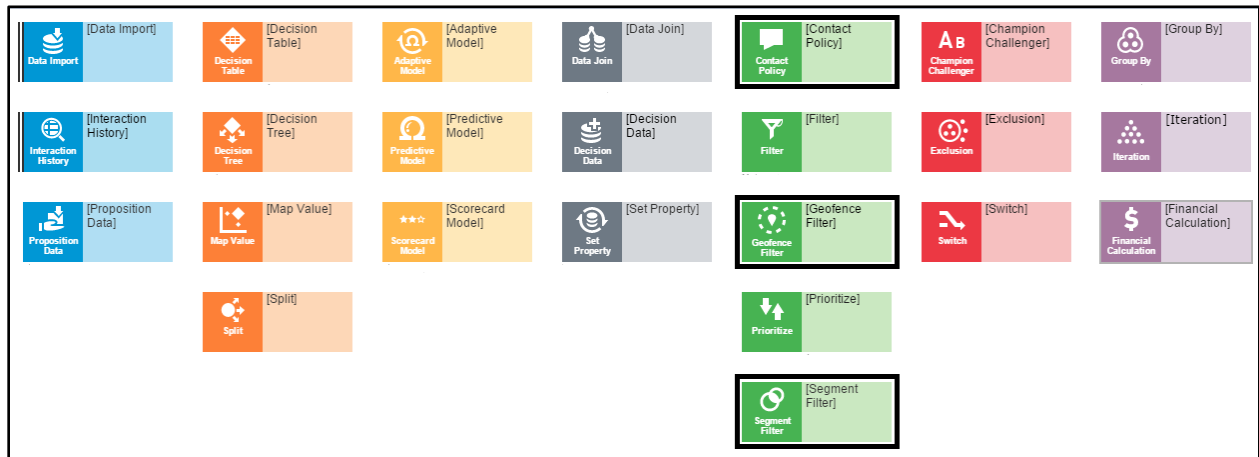 Data Import
[Data Import]
Decision
Table
[Decision
Table]
Adaptive
Model
[Adaptive
Model]
Data Join
[Data Join]
Contact
Policy
[Contact
Policy]
AB
Champion
Challenger
[Champion
Challenger]
Group By
[Group By]
Interaction
History
[Interaction
History]
Decision
Tree
[Decision
Tree]
Predictive
Model
[Predictive
Model]
Decision
Data
[Decision
Data]
Filter
[Filter]
Exclusion
[Exclusion]
Iteration
[Iteration]
Proposition
Data
[Proposition
Data]
Map Value
[Map Value]
Scorecard
Model
[Scorecard
Model]
Set
Property
[Set Property]
Geofence
Filter
[Geofence
Filter]
Switch
[Switch]
$
Financial
Calculation
[Financial
Calculation]
Split
[Split]
Prioritize
[Prioritize]
Segment
Filter
[Segment
Filter]